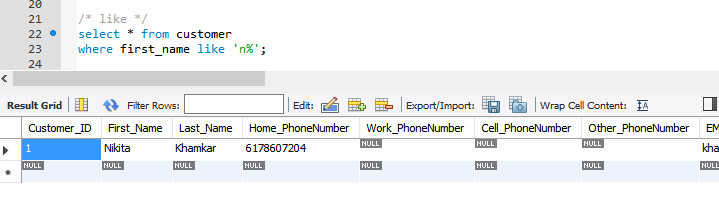 20
21 /* like */
22 select * from customer
23 where first_name like 'n%';
24
Result Grid Filter Rows: Edit: Export/Import: Wrap Cell Content: IA
Customer_ID First_Name Last_Name Home_PhoneNumber Work_PhoneNumber Cell_PhoneNumber Other_PhoneNumber EM
1 Nikita Khamkar 6178607204 NULL NULL NULL kha
* NULL NULL NULL NULL NULL NULL NULL NULL